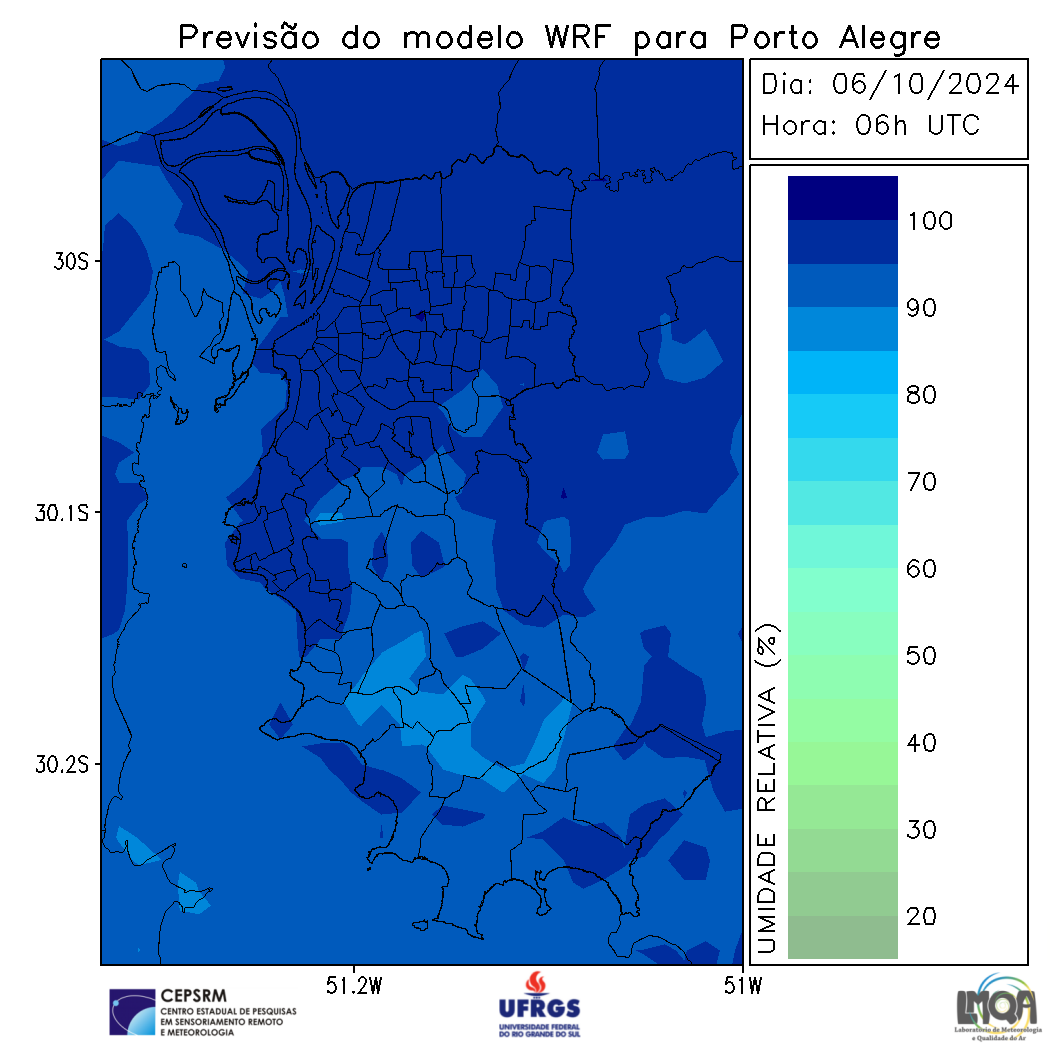 Previsão do modelo WRF para Porto Alegre
Dia: 06/10/2024
Hora: 06h UTC
100
90
80
70
60
50
40
30
20
UMIDADE RELATIVA (%)
30S
30.1S
30.2S
51.2W
51W
CEPSRM
CENTRO ESTADUAL DE PESQUISAS
EM SENSORIAMENTO REMOTO
E METEOROLOGIA
UFRGS
UNIVERSIDADE FEDERAL
DO RIO GRANDE DO SUL
LMQA
Laboratório de Meteorologia
e Qualidade do Ar